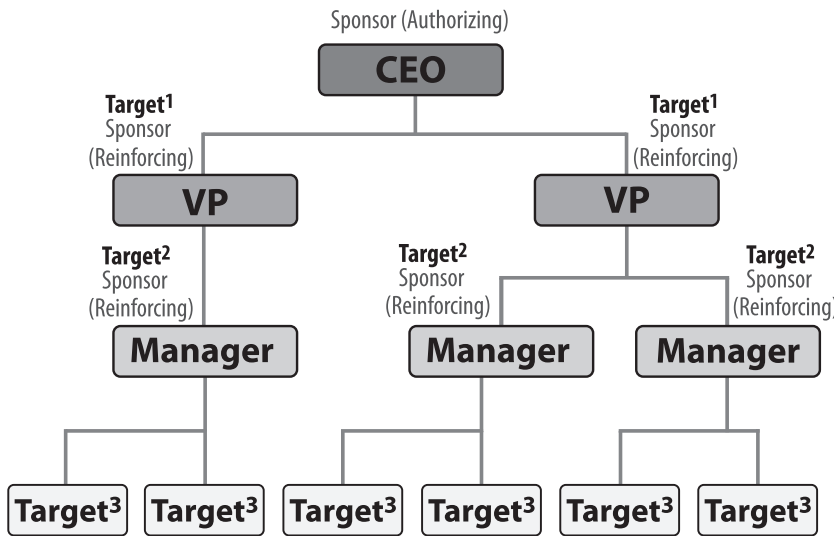 Sponsor (Authorizing)
CEO
Target¹
Sponsor
(Reinforcing)
Target¹
Sponsor
(Reinforcing)
VP
VP
Target²
Sponsor
(Reinforcing)
Target²
Sponsor
(Reinforcing)
Target²
Sponsor
(Reinforcing)
Manager
Manager
Manager
Target³
Target³
Target³
Target³
Target³
Target³